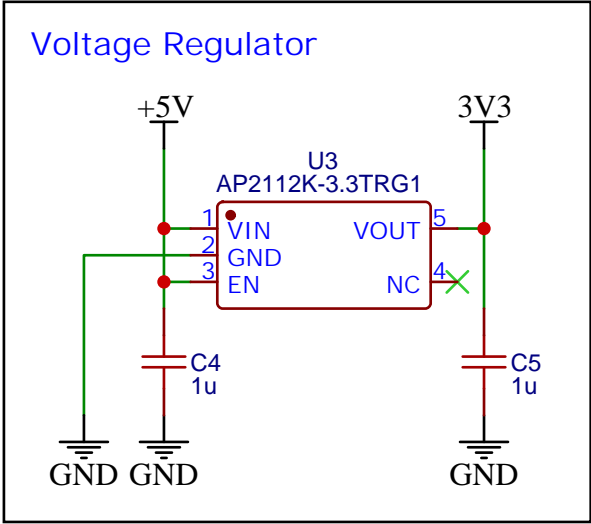 Voltage Regulator
+5V 3V3
U3
AP2112K-3.3TRG1
1 VIN VOUT 5
2 GND
3 EN NC 4
C4 C5
1u 1u
GND GND GND